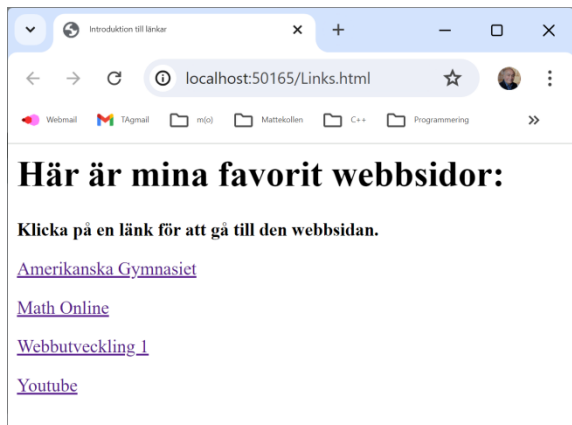 Introduktion till länkar
localhost:50165/Links.html
Webmail TAgmail m(o) Mattekollen C++ Programmering
Här är mina favorit webbsidor:
Klicka på en länk för att gå till den webbsidan.
Amerikanska Gymnasiet
Math Online
Webbutveckling 1
Youtube